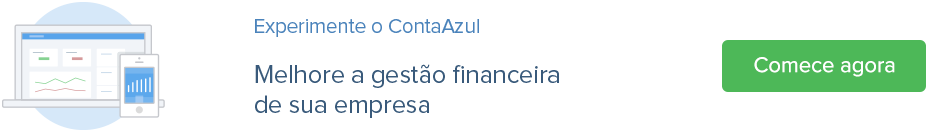 Experimente o ContaAzul
Melhore a gestão financeira
de sua empresa
Comece agora